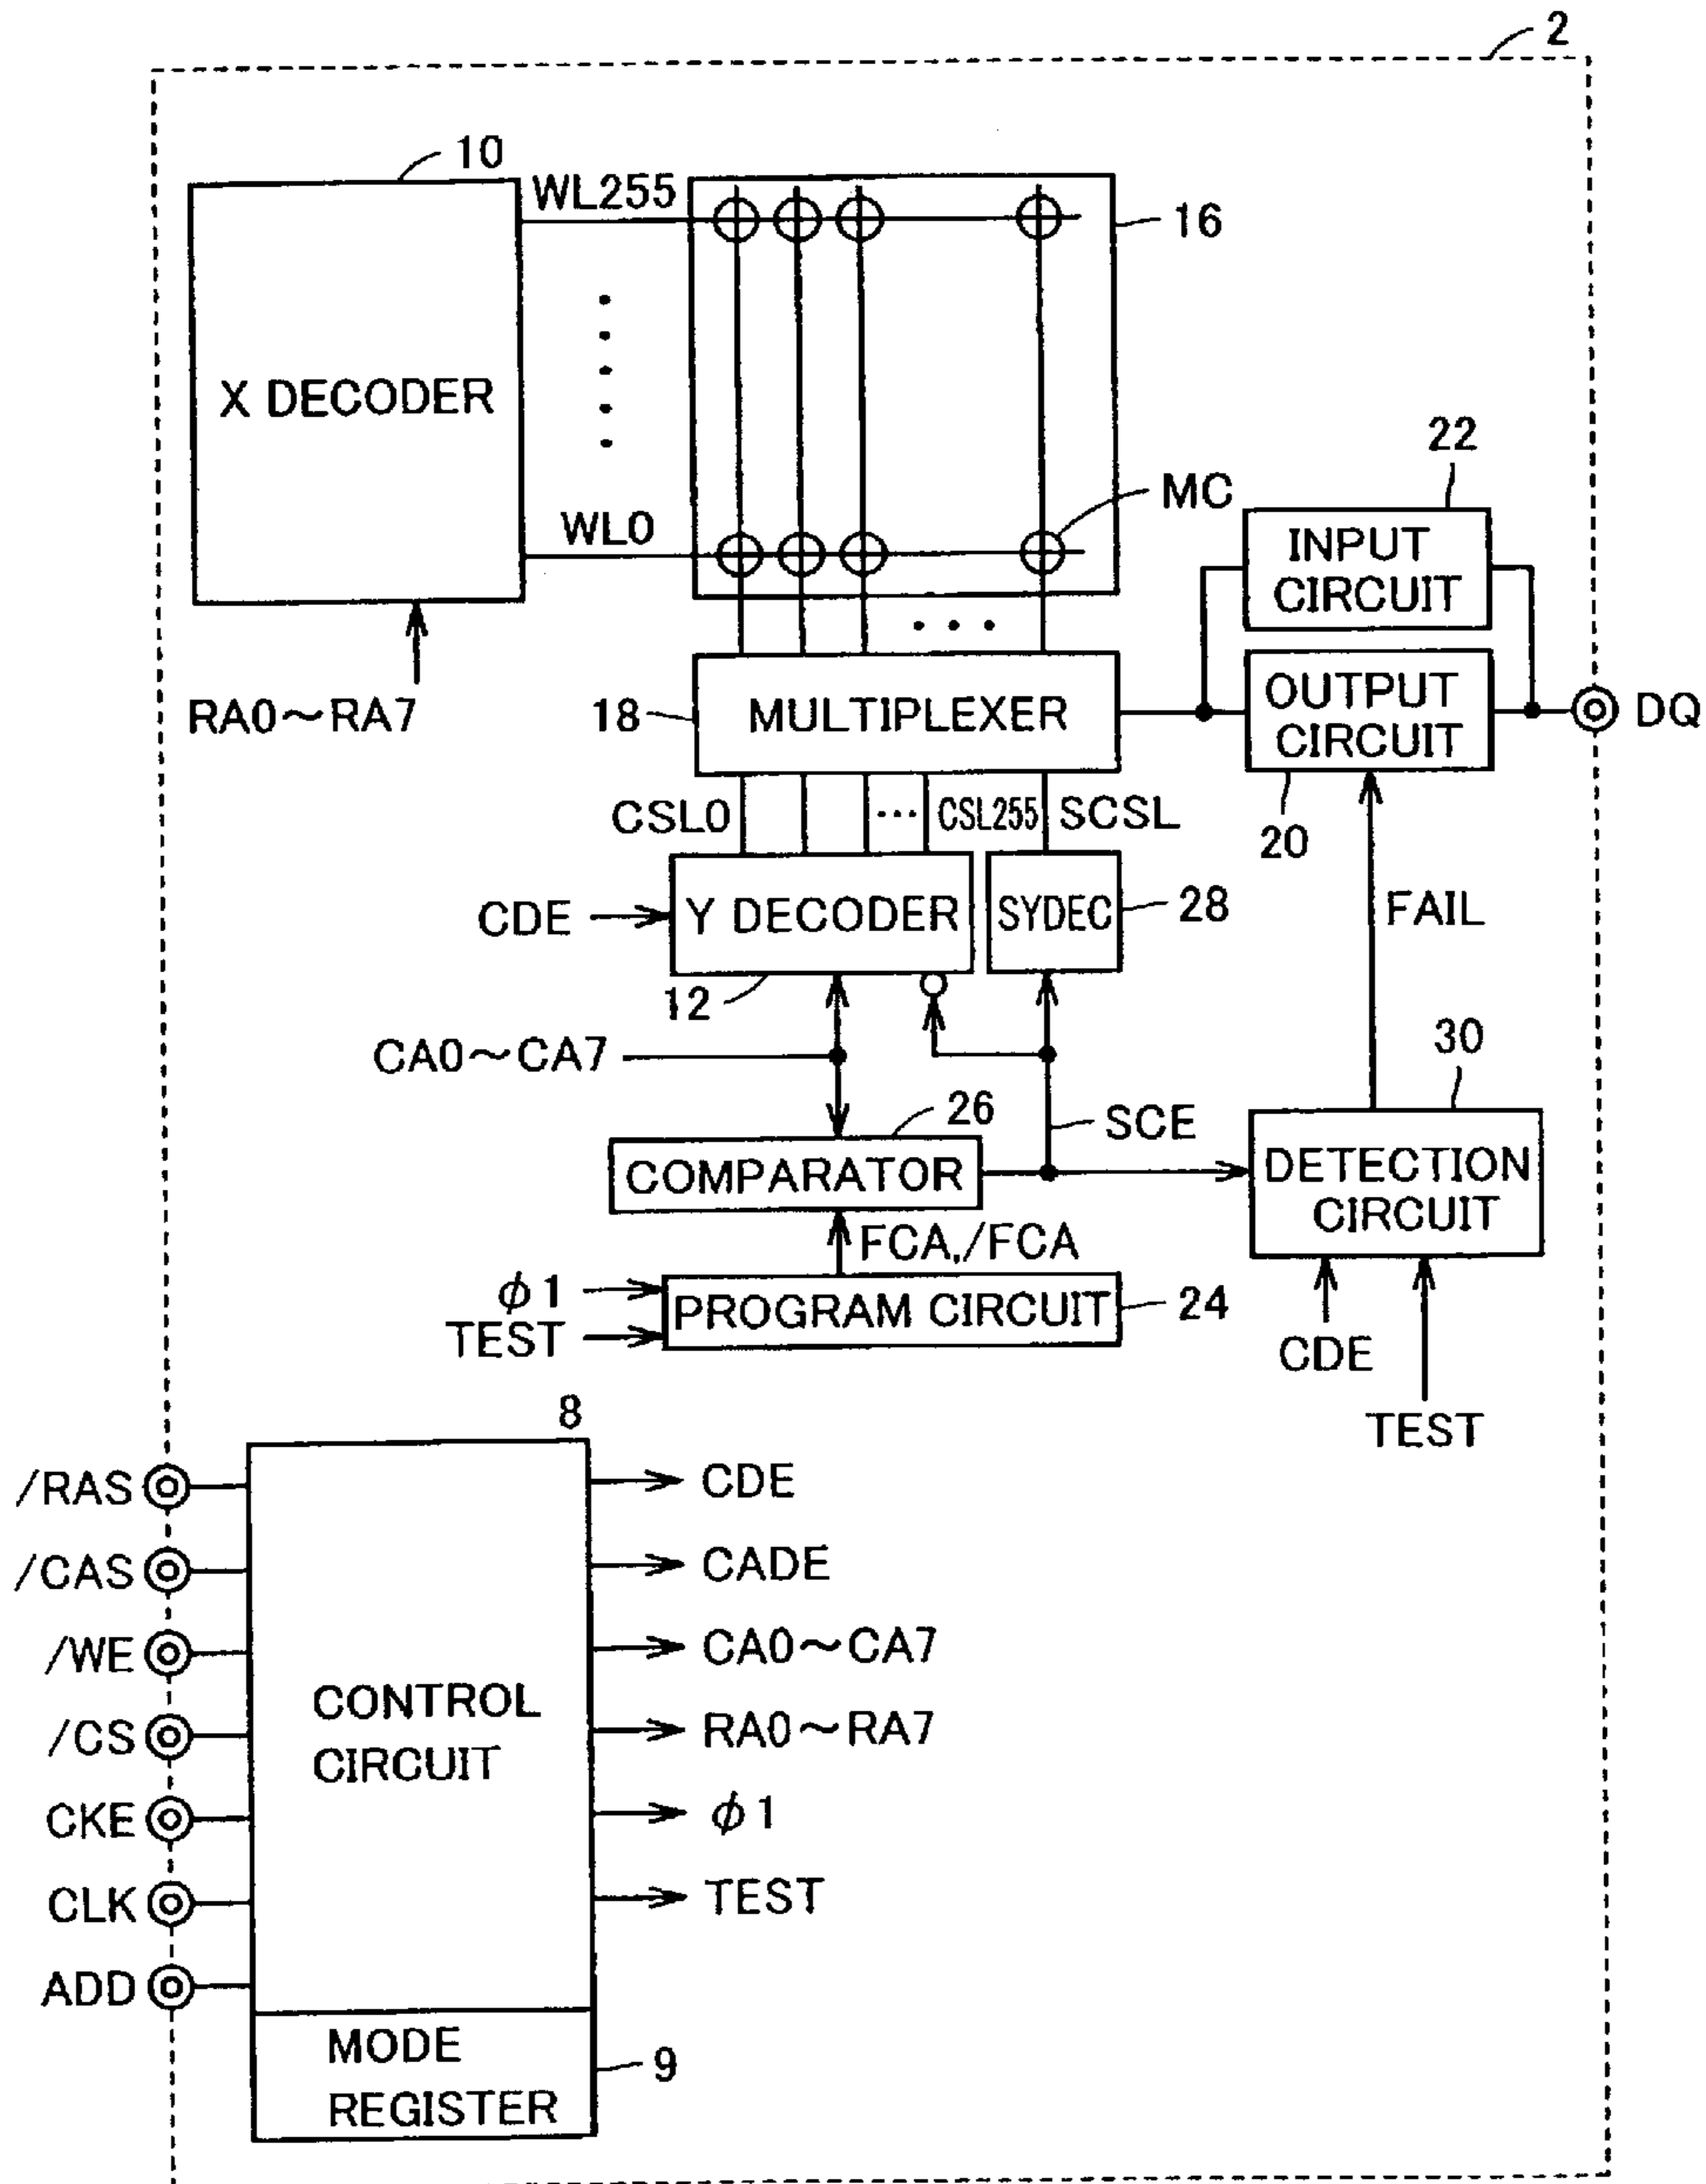 2
10
WL255
16
X DECODER
22
MC
INPUT
CIRCUIT
WL0
RA0～RA7
18
MULTIPLEXER
OUTPUT
CIRCUIT
DQ
CSL0
...
CSL255
SCSL
20
CDE
Y DECODER
SYDEC
28
FAIL
12
CA0～CA7
30
26
SCE
COMPARATOR
DETECTION
CIRCUIT
FCA,/FCA
φ1
TEST
PROGRAM CIRCUIT
24
CDE
TEST
8
/RAS
CDE
/CAS
CADE
/WE
CA0～CA7
CONTROL
CIRCUIT
/CS
RA0～RA7
CKE
φ1
CLK
TEST
ADD
MODE
REGISTER
9